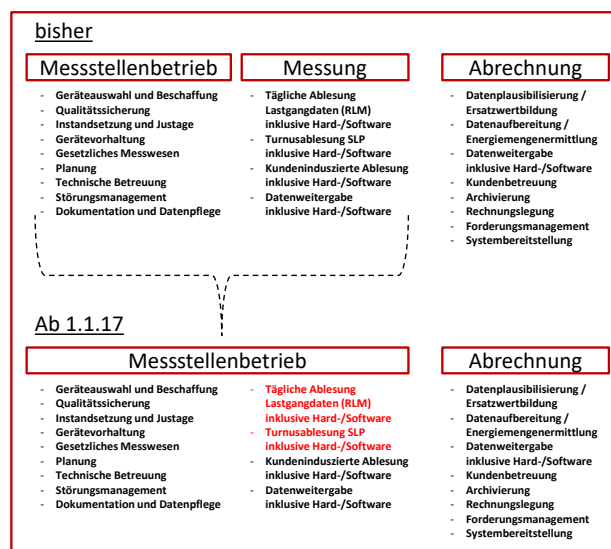 bisher
Messstellenbetrieb
- Geräteauswahl und Beschaffung
- Qualitätssicherung
- Instandsetzung und Justage
- Gerätevorhaltung
- Gesetzliches Messwesen
- Planung
- Technische Betreuung
- Störungsmanagement
- Dokumentation und Datenpflege
Messung
- Tägliche Ablesung
Lastgangdaten (RLM)
inklusive Hard-/Software
- Turnusablesung SLP
inklusive Hard-/Software
- Kundeninduzierte Ablesung
inklusive Hard-/Software
- Datenweitergabe
inklusive Hard-/Software
Abrechnung
- Datenplausibilisierung /
Ersatzwertbildung
- Datenaufbereitung /
Energiemengenermittlung
- Datenweitergabe
inklusive Hard-/Software
- Kundenbetreuung
- Archivierung
- Rechnungslegung
- Forderungsmanagement
- Systembereitstellung
Ab 1.1.17
Messstellenbetrieb
- Geräteauswahl und Beschaffung
- Qualitätssicherung
- Instandsetzung und Justage
- Gerätevorhaltung
- Gesetzliches Messwesen
- Planung
- Technische Betreuung
- Störungsmanagement
- Dokumentation und Datenpflege
- Tägliche Ablesung
Lastgangdaten (RLM)
inklusive Hard-/Software
- Turnusablesung SLP
inklusive Hard-/Software
- Kundeninduzierte Ablesung
inklusive Hard-/Software
- Datenweitergabe
inklusive Hard-/Software
Abrechnung
- Datenplausibilisierung /
Ersatzwertbildung
- Datenaufbereitung /
Energiemengenermittlung
- Datenweitergabe
inklusive Hard-/Software
- Kundenbetreuung
- Archivierung
- Rechnungslegung
- Forderungsmanagement
- Systembereitstellung